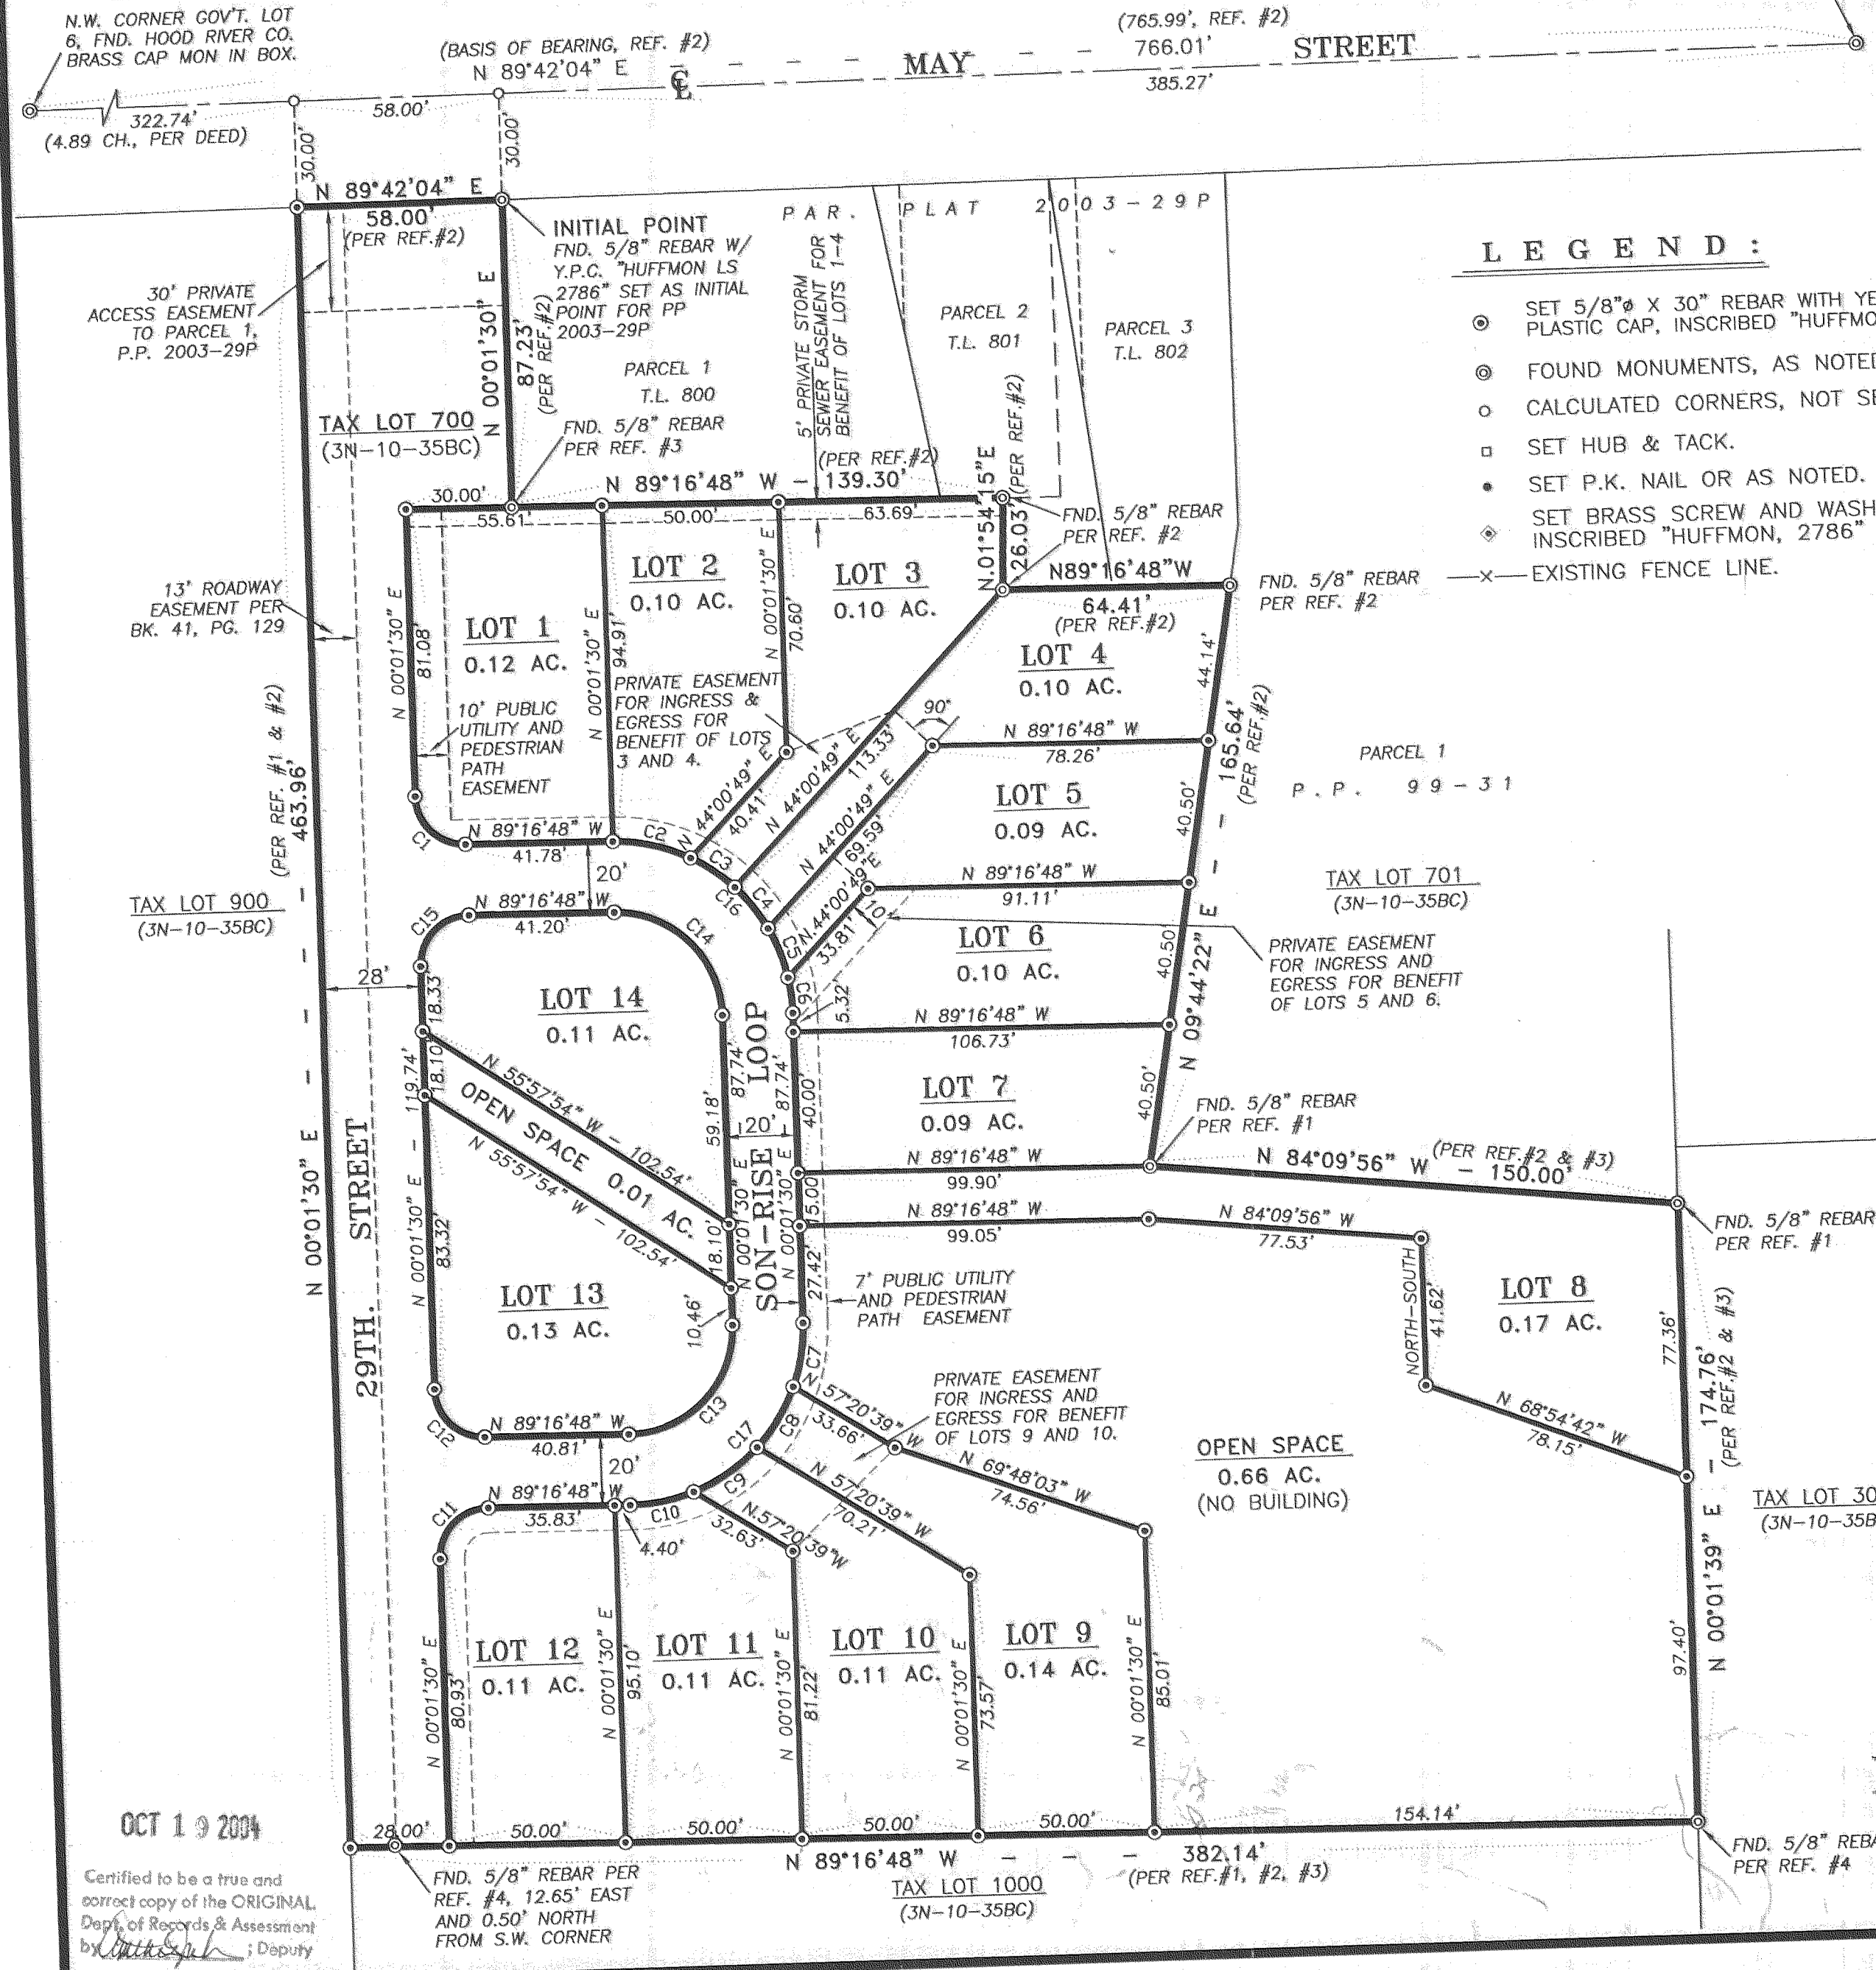 N.W. CORNER GOV'T. LOT
6, FND. HOOD RIVER CO.
BRASS CAP MON IN BOX.
(BASIS OF BEARING, REF. #2)
N 89°42'04" E
(765.99', REF. #2)
766.01'
MAY STREET
385.27'
322.74'
(4.89 CH., PER DEED)
58.00'
30.00'
30.00'
N 89°42'04" E
58.00'
(PER REF.#2)
INITIAL POINT
FND. 5/8" REBAR W/
Y.P.C. "HUFFMON LS
2786" SET AS INITIAL
POINT FOR PP
2003-29P
30' PRIVATE
ACCESS EASEMENT
TO PARCEL 1,
P.P. 2003-29P
N 00°01'30" E
87.23'
(PER REF.#2)
PAR. PLAT 2003-29P
5' PRIVATE STORM
SEWER EASEMENT FOR
BENEFIT OF LOTS 1-4
PARCEL 1
T.L. 800
PARCEL 2
T.L. 801
PARCEL 3
T.L. 802
LEGEND:
SET 5/8"ø X 30" REBAR WITH
PLASTIC CAP, INSCRIBED
FOUND MONUMENTS, AS
CALCULATED CORNERS, NOT
SET HUB & TACK.
SET P.K. NAIL OR AS NOTED.
SET BRASS SCREW AND
INSCRIBED "HUFFMON, 2786"
—x— EXISTING FENCE LINE.
TAX LOT 700
(3N-10-35BC)
FND. 5/8" REBAR
PER REF. #3
(PER REF.#2)
N 89°16'48" W - 139.30'
30.00'
55.61'
50.00'
63.69'
N.01°54'15"E
26.03'
(PER REF.#2)
FND. 5/8" REBAR
PER REF. #2
N89°16'48"W
64.41'
(PER REF.#2)
FND. 5/8" REBAR
PER REF. #2
13' ROADWAY
EASEMENT PER
BK. 41, PG. 129
N 00°01'30" E
81.08'
LOT 1
0.12 AC.
N 00°01'30" E
94.91'
LOT 2
0.10 AC.
N 00°01'30" E
70.60'
LOT 3
0.10 AC.
LOT 4
0.10 AC.
44.14'
10' PUBLIC
UTILITY AND
PEDESTRIAN
PATH
EASEMENT
PRIVATE EASEMENT
FOR INGRESS &
EGRESS FOR
BENEFIT OF LOTS
3 AND 4.
90°
N 44°00'49" E
40.41'
N 44°00'49" E
113.33'
N 44°00'49" E
69.59'
N.44°00'49"E
33.81'
N 89°16'48" W
78.26'
165.64'
(PER REF.#2)
PARCEL 1
P.P. 99-31
LOT 5
0.09 AC.
40.50'
(PER REF. #1 & #2)
463.96'
C1
N 89°16'48" W
41.78'
C2
C3
C16
C4
C5
20'
N 89°16'48" W
91.11'
TAX LOT 701
(3N-10-35BC)
TAX LOT 900
(3N-10-35BC)
C15
N 89°16'48" W
41.20'
C14
10'
LOT 6
0.10 AC.
40.50'
PRIVATE EASEMENT
FOR INGRESS AND
EGRESS FOR BENEFIT
OF LOTS 5 AND 6.
28'
18.33'
LOT 14
0.11 AC.
C6
5.32'
N 89°16'48" W
106.73'
N 09°44'22" E
119.74'
18.10'
N 55°57'54" W - 102.54'
OPEN SPACE 0.01 AC.
N 55°57'54" W - 102.54'
59.18'
87.74'
SON-RISE LOOP
20'
87.74'
40.00'
LOT 7
0.09 AC.
40.50'
FND. 5/8" REBAR
PER REF. #1
N 89°16'48" W
99.90'
N 84°09'56" W - 150.00'
(PER REF.#2 & #3)
FND. 5/8" REBAR
PER REF. #1
N 00°01'30" E
29TH. STREET
N 00°01'30" E
83.32'
18.10'
N 00°01'30" E
N 00°01'30" E
15.00'
N 89°16'48" W
99.05'
N 84°09'56" W
77.53'
27.42'
7' PUBLIC UTILITY
AND PEDESTRIAN
PATH EASEMENT
NORTH-SOUTH
41.62'
LOT 8
0.17 AC.
77.36'
174.76'
(PER REF.#2 & #3)
LOT 13
0.13 AC.
10.46'
C7
N 57°20'39" W
33.66'
PRIVATE EASEMENT
FOR INGRESS AND
EGRESS FOR BENEFIT
OF LOTS 9 AND 10.
N 68°54'42" W
78.15'
C12
N 89°16'48" W
40.81'
C13
C17
C8
20'
N 69°48'03" W
74.56'
OPEN SPACE
0.66 AC.
(NO BUILDING)
TAX LOT
C11
N 89°16'48" W
35.83'
4.40'
C10
C9
N.57°20'39"W
32.63'
N 57°20'39" W
70.21'
N 00°01'39" E
97.40'
N 00°01'30" E
80.93'
LOT 12
0.11 AC.
N 00°01'30" E
95.10'
LOT 11
0.11 AC.
N 00°01'30" E
81.22'
LOT 10
0.11 AC.
N 00°01'30" E
73.57'
LOT 9
0.14 AC.
N 00°01'30" E
85.01'
OCT 19 2004
28.00'
50.00'
50.00'
50.00'
50.00'
154.14'
N 89°16'48" W - - - 382.14'
(PER REF.#1, #2, #3)
TAX LOT 1000
(3N-10-35BC)
FND. 5/8" REBAR PER
REF. #4, 12.65' EAST
AND 0.50' NORTH
FROM S.W. CORNER
FND. 5/8"
PER REF. #4
Certified to be a true and
correct copy of the ORIGINAL
Dept. of Records & Assessment
by ; Deputy